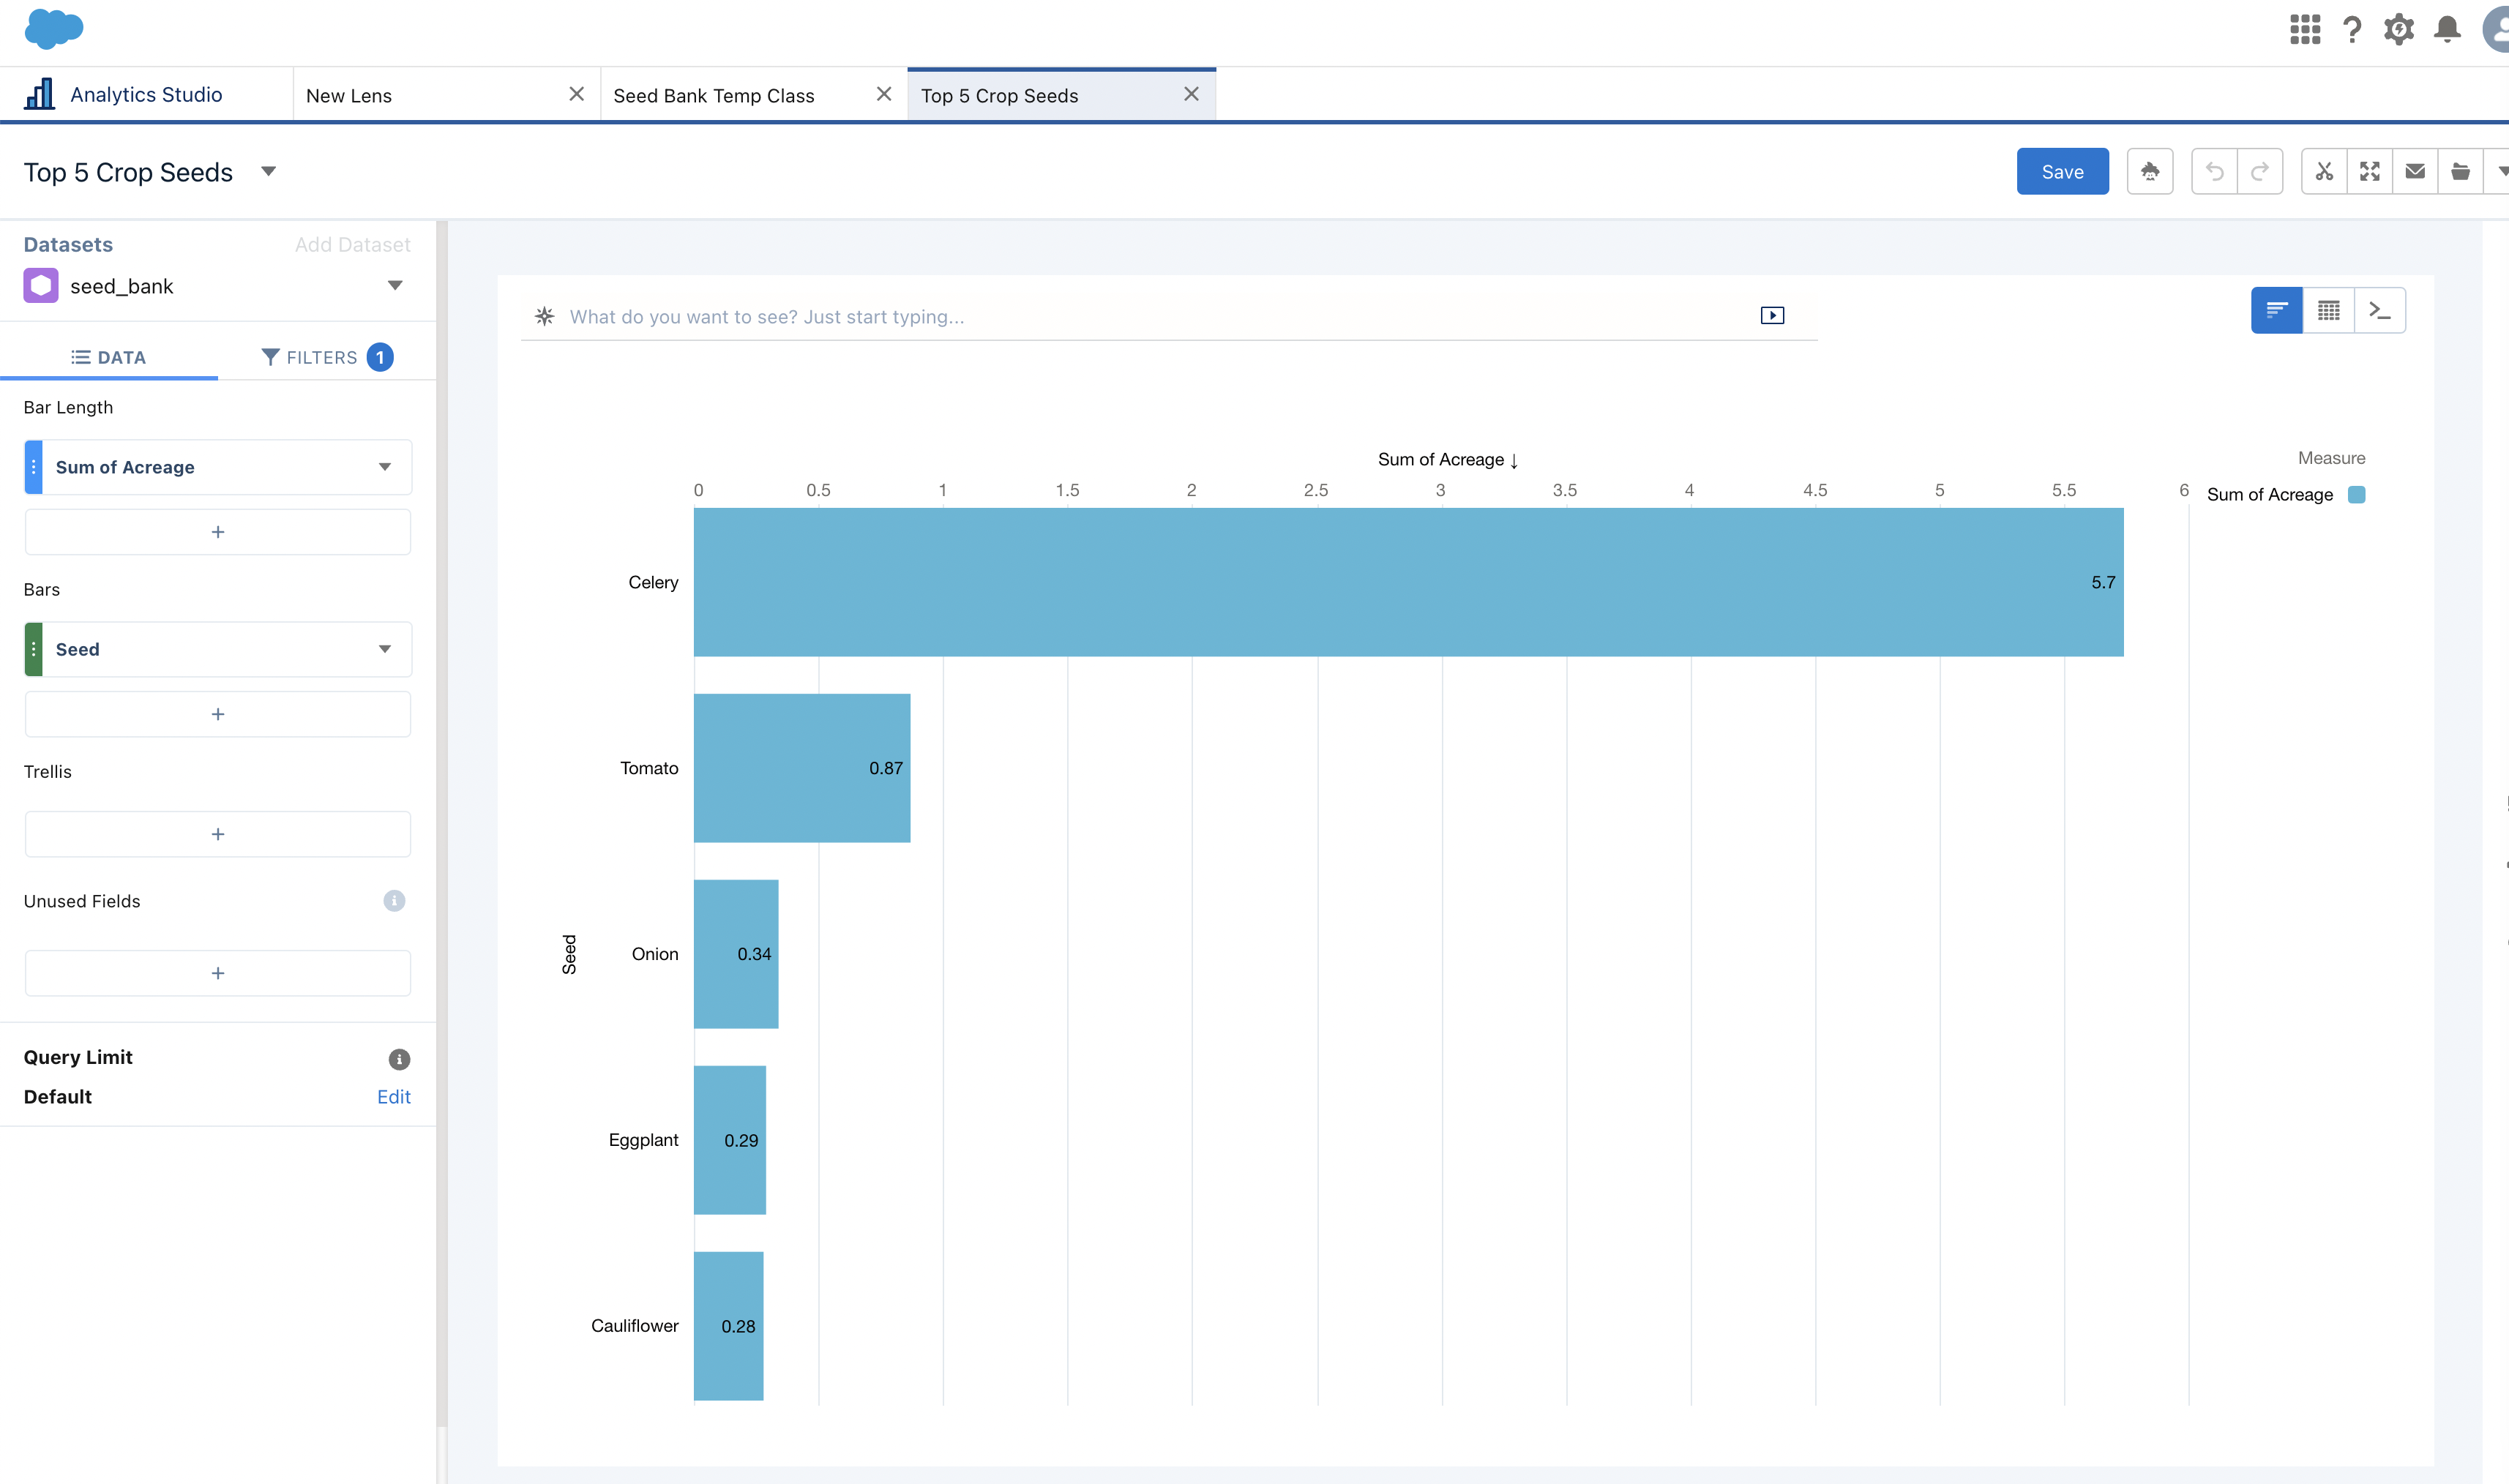 Analytics Studio
New Lens
Seed Bank Temp Class
Top 5 Crop Seeds
Top 5 Crop Seeds
Save
Datasets
Add Dataset
seed_bank
DATA
FILTERS 1
Bar Length
Sum of Acreage
+
Bars
Seed
+
Trellis
+
Unused Fields
+
Query Limit
Default
Edit
What do you want to see? Just start typing...
Sum of Acreage ↓
0 0.5 1 1.5 2 2.5 3 3.5 4 4.5 5 5.5 6
Measure
Sum of Acreage
Seed
Celery 5.7
Tomato 0.87
Onion 0.34
Eggplant 0.29
Cauliflower 0.28